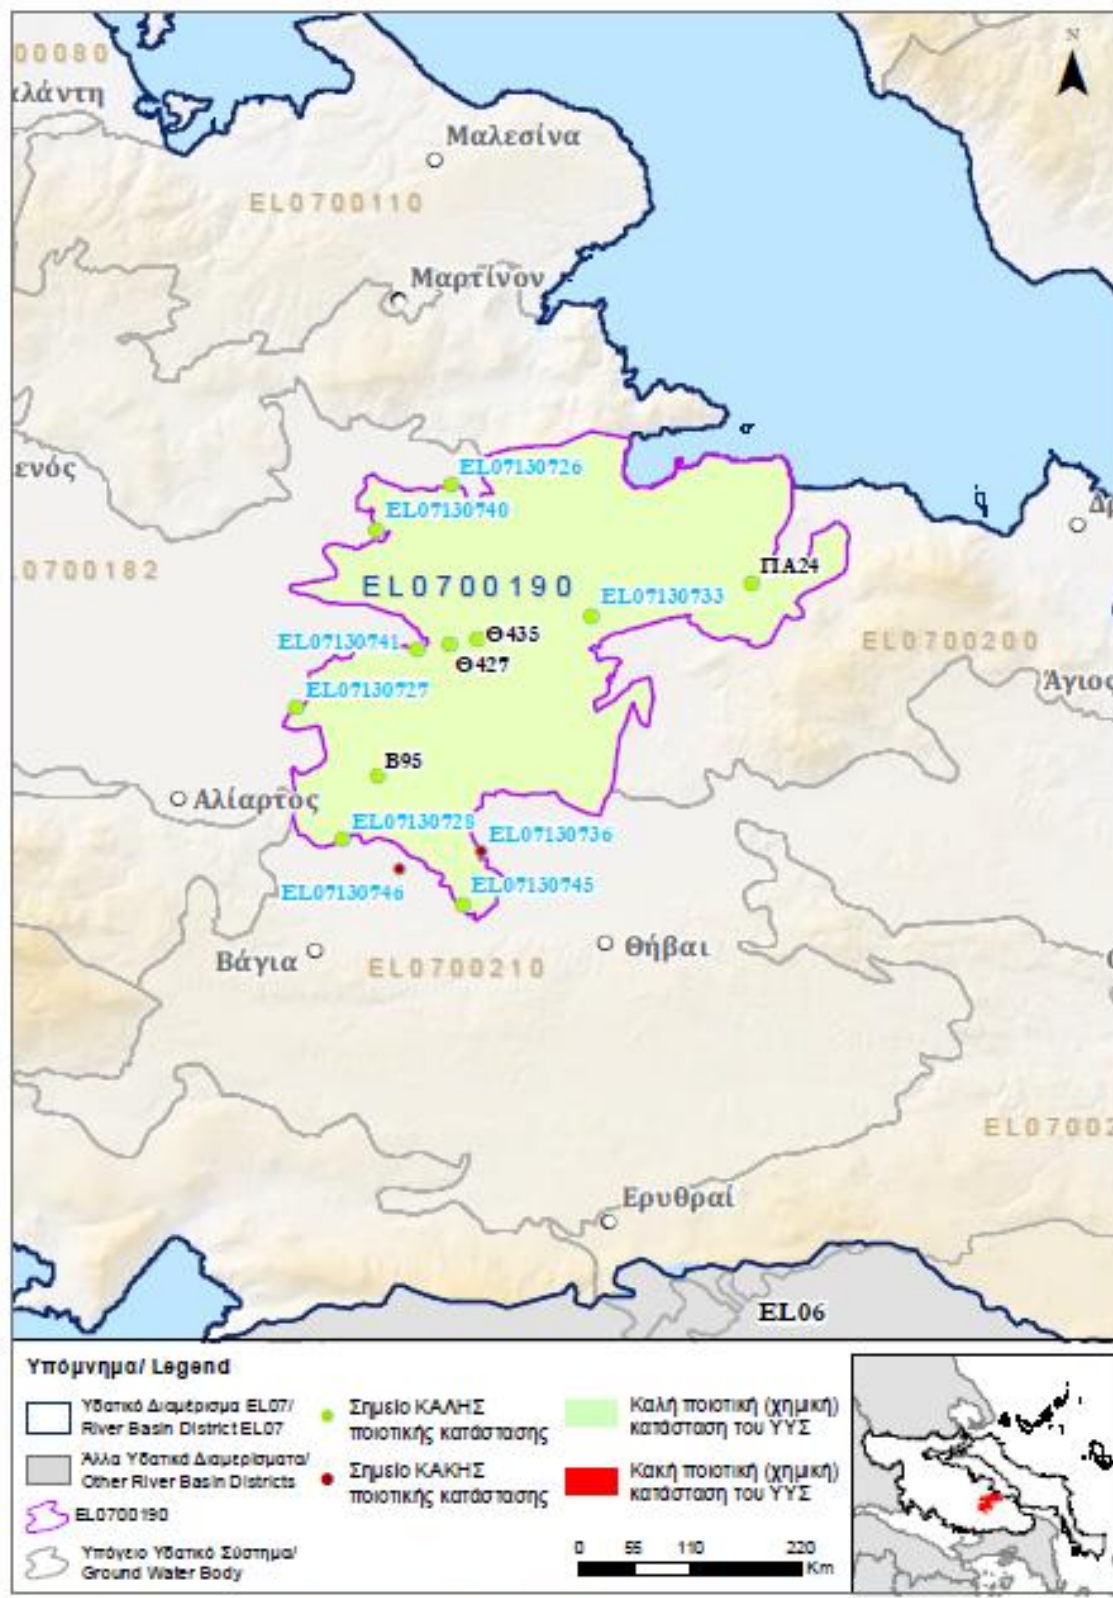 N
00080
λάντη
Μαλεσίνα
EL0700110
Μαρτίνον
EL07130726
ενός
EL07130740
0700182
ΠΑ24
EL0700190
EL07130733
EL07130741
Θ435
EL0700200
Θ427
Άγιος
EL07130727
Β95
Αλίαρτος
EL07130728
EL07130736
EL07130746
EL07130745
Βάγια
EL0700210
Θήβαι
EL07002
Ερυθραί
EL06
Υπόμνημα/ Legend
Υδατικό Διαμέρισμα EL07/
River Basin District EL07
Άλλα Υδατικά Διαμερίσματα/
Other River Basin Districts
EL0700190
Υπόγειο Υδατικό Σύστημα/
Ground Water Body
Σημείο ΚΑΛΗΣ
ποιοτικής κατάστασης
Σημείο ΚΑΚΗΣ
ποιοτικής κατάστασης
Καλή ποιοτική (χημική)
κατάσταση του ΥΥΣ
Κακή ποιοτική (χημική)
κατάσταση του ΥΥΣ
0 55 110 220
Km